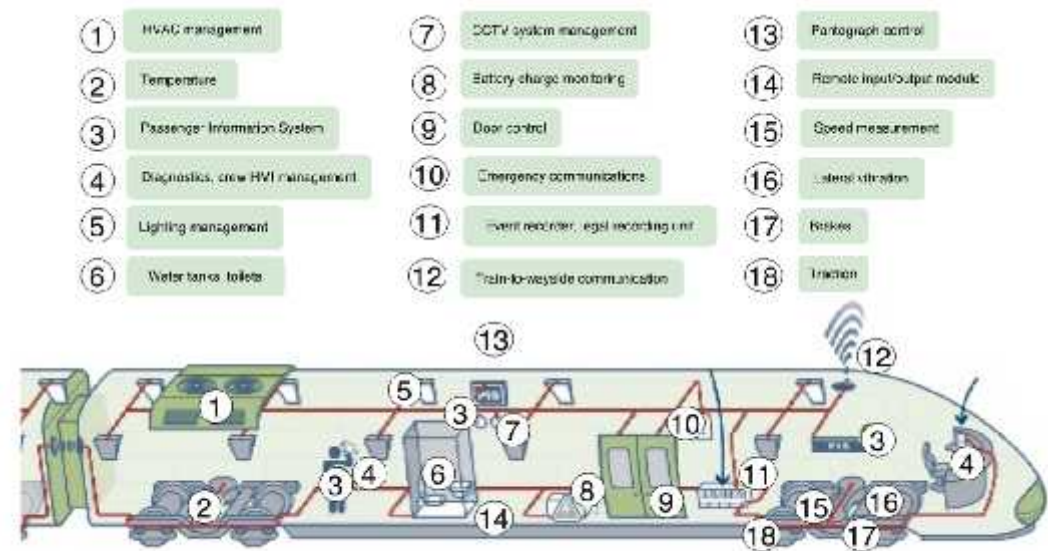 1 HVAC management
2 Temperature
3 Passenger Information System
4 Diagnostics, crew HMI management
5 Lighting management
6 Water tanks, toilets
7 CCTV system management
8 Battery charge monitoring
9 Door control
10 Emergency communications
11 Event recorder, legal recording unit
12 Train-to-wayside communication
13 Pantograph control
14 Remote input/output module
15 Speed measurement
16 Lateral vibration
17 Brakes
18 Traction
13
12
5
1
3
7
10
3
4
3
4
6
8
9
11
2
14
15
16
18
17